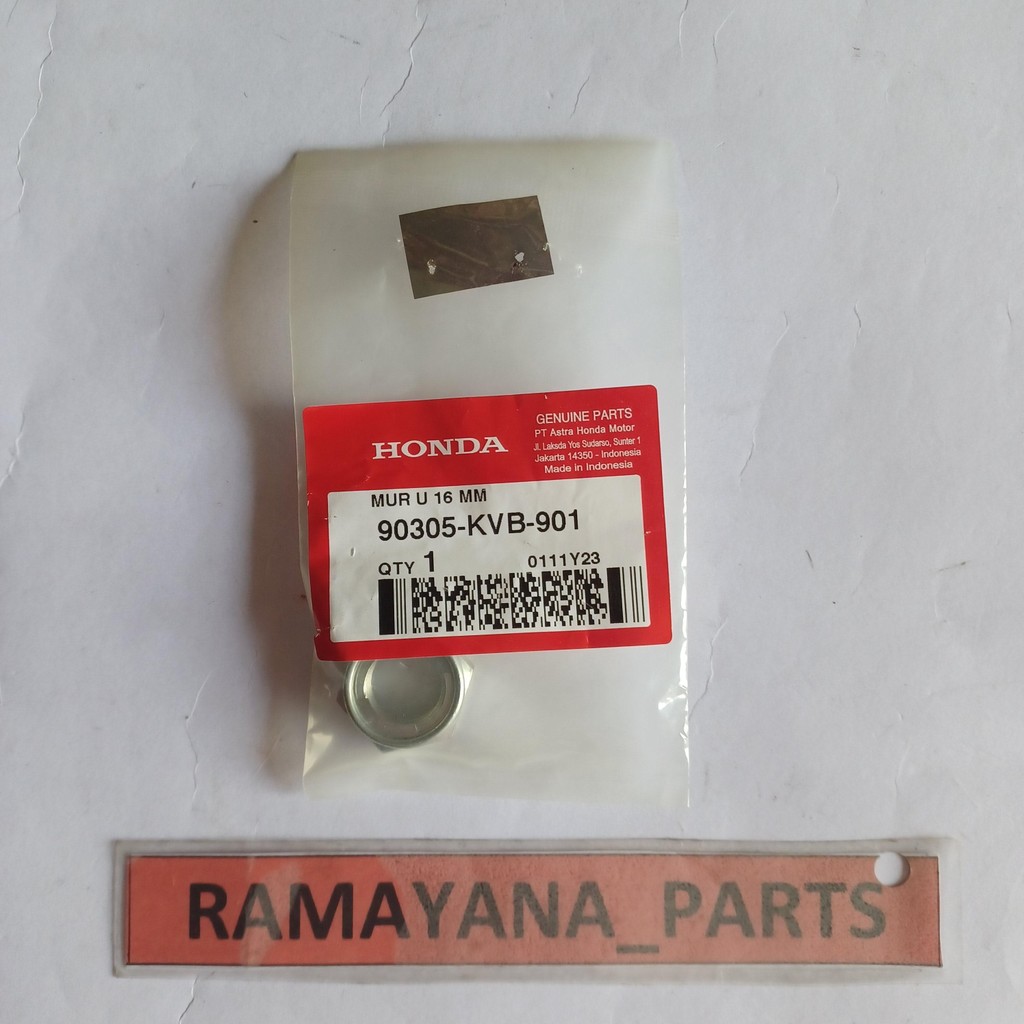 HONDA
GENUINE PARTS
PT Astra Honda Motor
Jl. Laksda Yos Sudarso, Sunter 1
Jakarta 14350 - Indonesia
Made in Indonesia
MUR U 16 MM
90305-KVB-901
QTY 1 0111Y23
RAMAYANA_PARTS